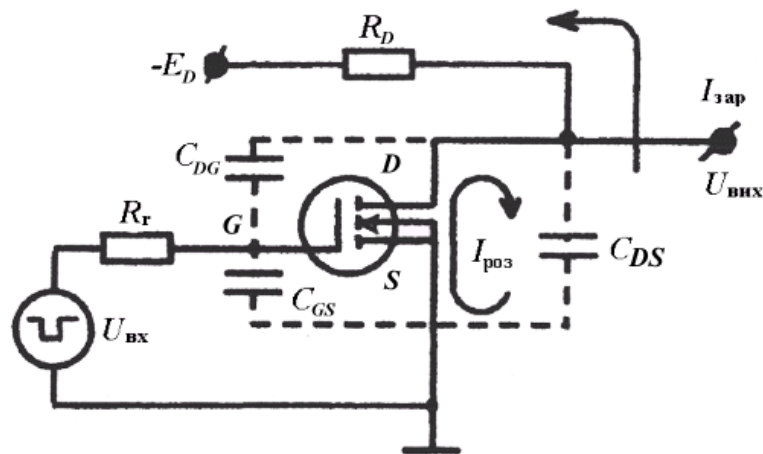 R_D
-E_D
I_зар
C_DG
D
U_вих
R_г
G
I_роз
C_DS
S
C_GS
U_вх